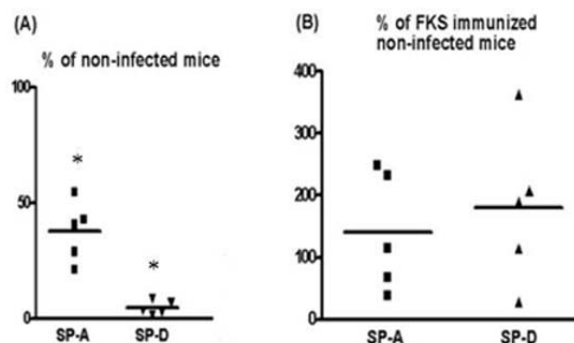 (A)
% of non-infected mice
100
*
50
*
0
SP-A SP-D
(B)
% of FKS immunized
non-infected mice
400
300
200
100
0
SP-A SP-D